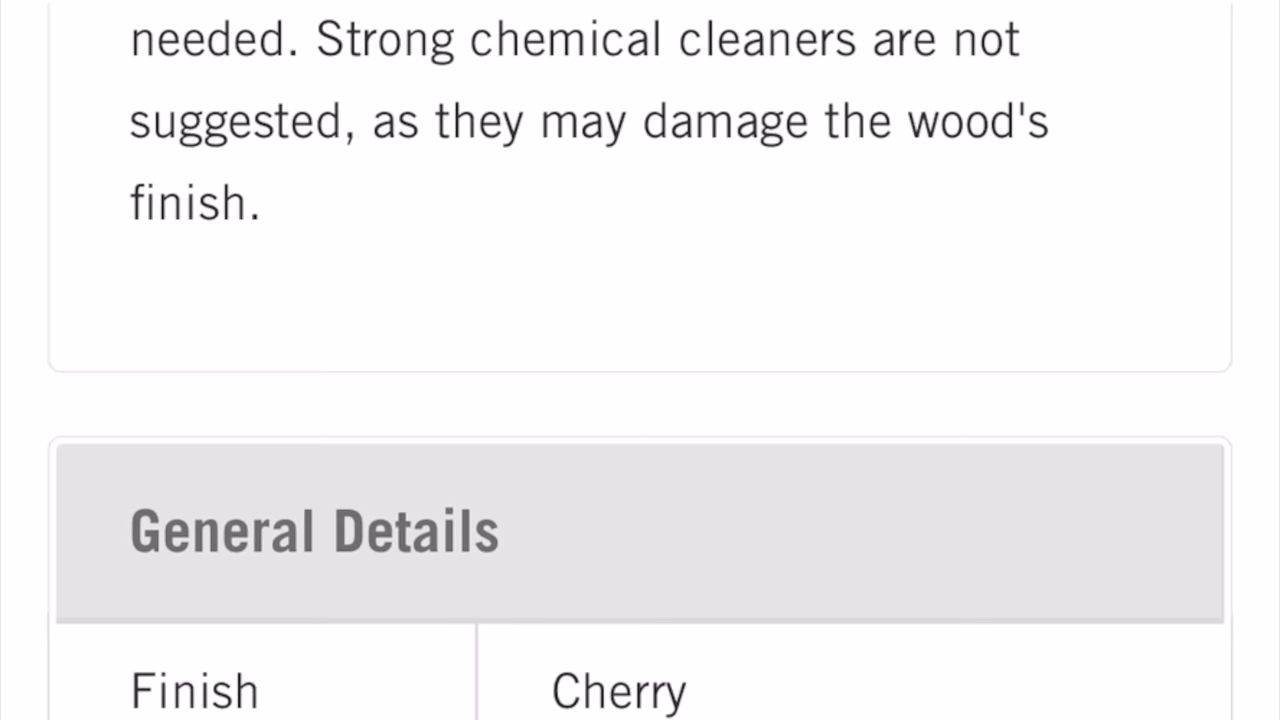 needed. Strong chemical cleaners are not
suggested, as they may damage the wood's
finish.
General Details
Finish Cherry